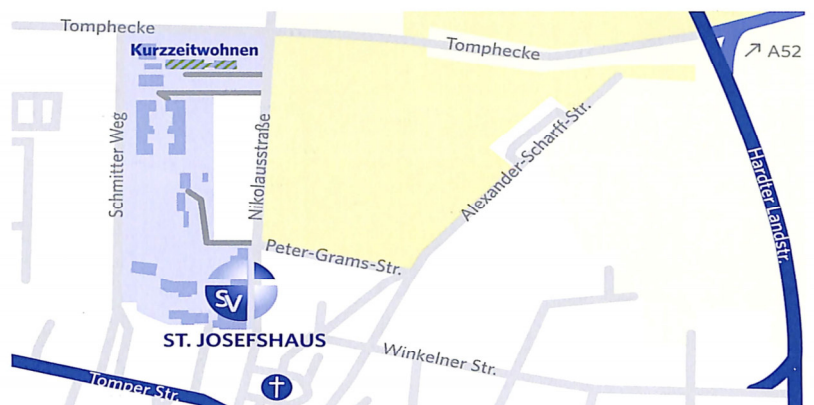 Tomphecke
Kurzzeitwohnen
Tomphecke
A52
Schmitter Weg
Nikolausstraße
Alexander-Scharff-Str.
Hardter Landstr.
Peter-Grams-Str.
SV
ST. JOSEFSHAUS
Winkelner Str.
Tomper Str.